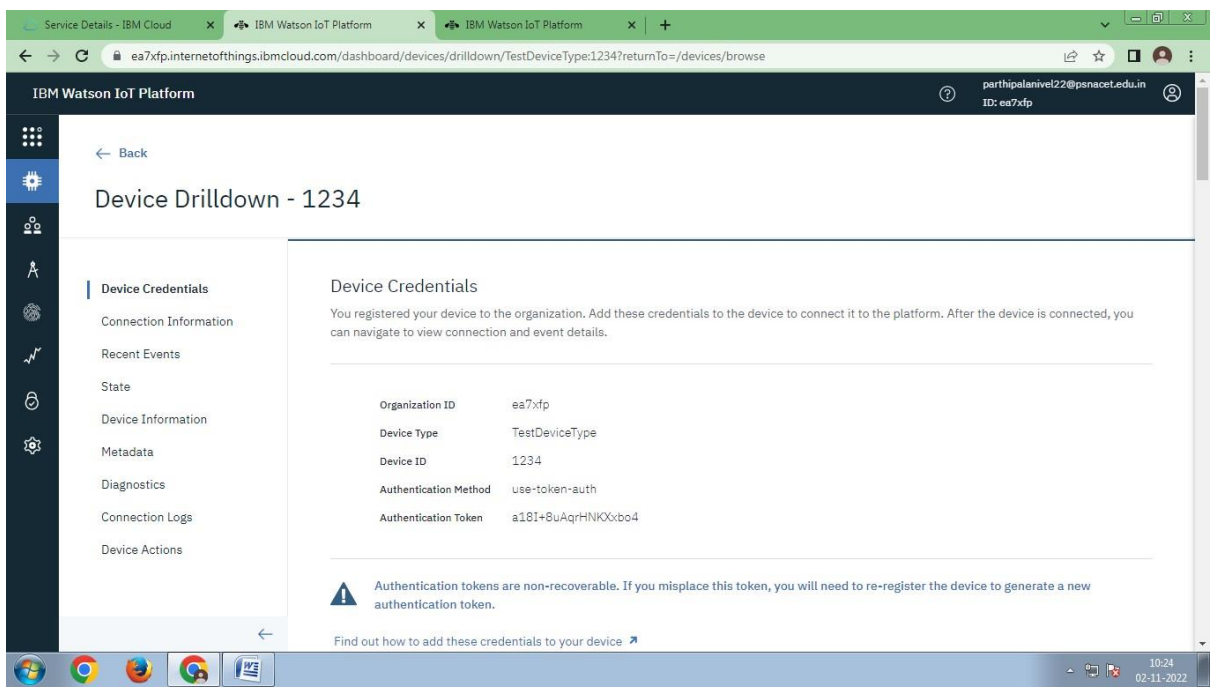 Service Details - IBM Cloud
IBM Watson IoT Platform
IBM Watson IoT Platform
ea7xfp.internetofthings.ibmcloud.com/dashboard/devices/drilldown/TestDeviceType:1234?returnTo=/devices/browse
IBM Watson IoT Platform
parthipalanivel22@psnacet.edu.in
ID: ea7xfp
Back
Device Drilldown - 1234
Device Credentials
Connection Information
Recent Events
State
Device Information
Metadata
Diagnostics
Connection Logs
Device Actions
Device Credentials
You registered your device to the organization. Add these credentials to the device to connect it to the platform. After the device is connected, you
can navigate to view connection and event details.
Organization ID ea7xfp
Device Type TestDeviceType
Device ID 1234
Authentication Method use-token-auth
Authentication Token a18I+8uAqrHNKXxbo4
Authentication tokens are non-recoverable. If you misplace this token, you will need to re-register the device to generate a new
authentication token.
Find out how to add these credentials to your device
10:24
02-11-2022